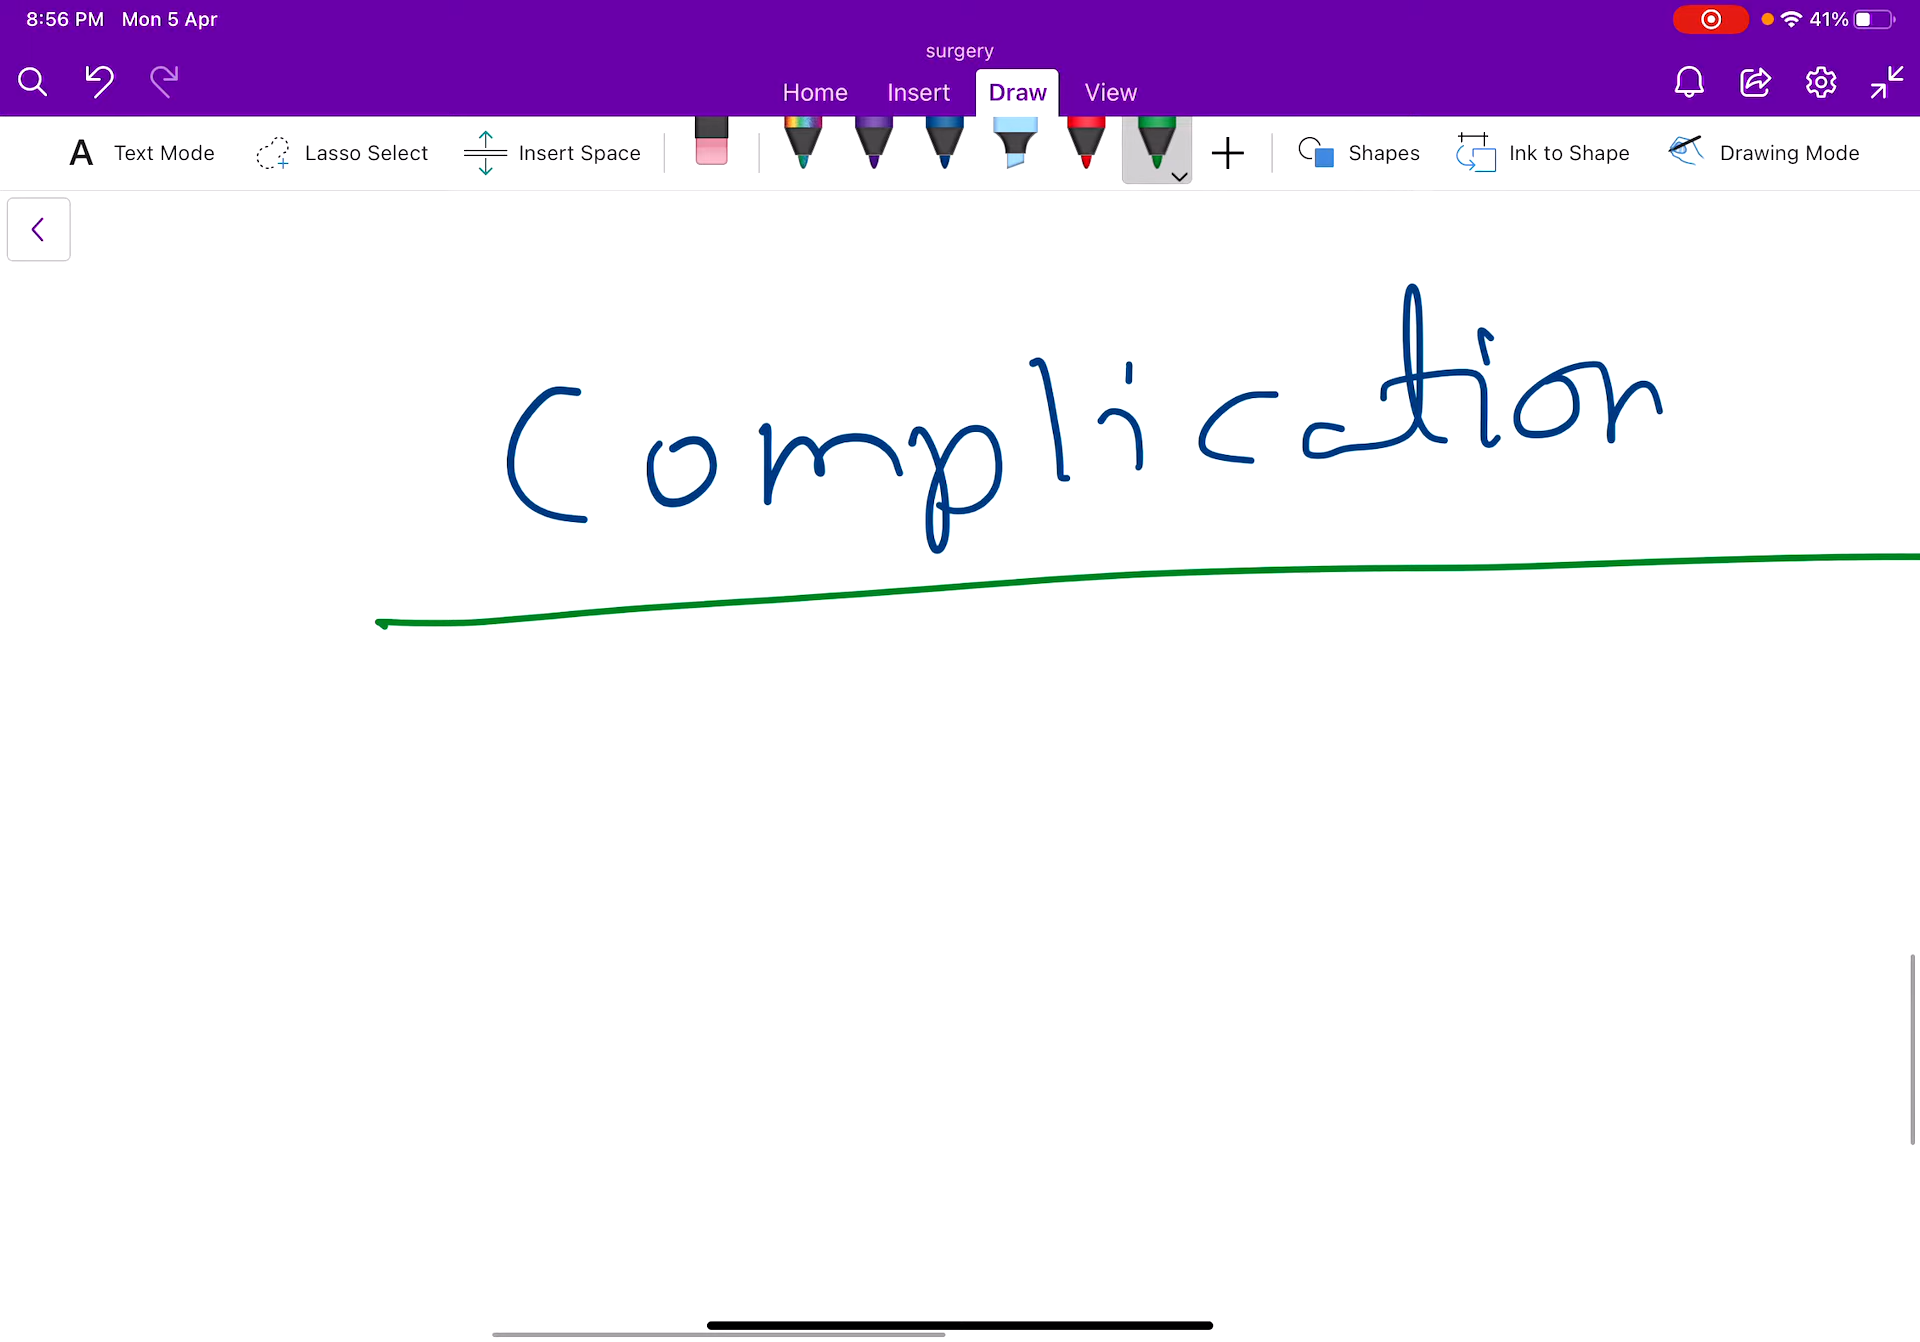 8:56 PM Mon 5 Apr 41%
surgery
Home Insert Draw View
A Text Mode Lasso Select Insert Space Shapes Ink to Shape Drawing Mode
Complication